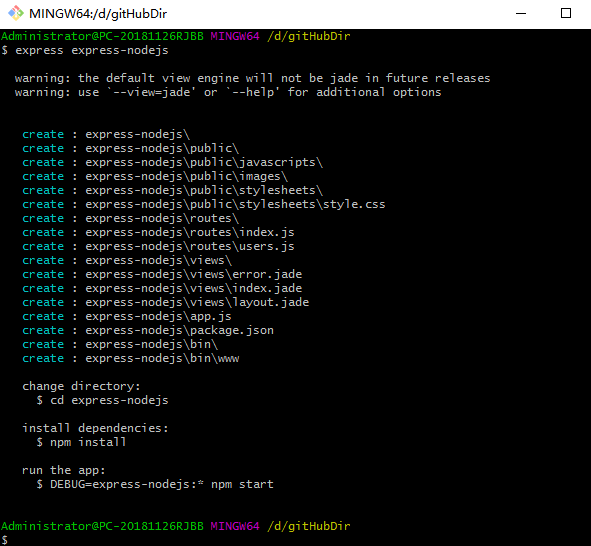 MINGW64:/d/gitHubDir
Administrator@PC-20181126RJBB MINGW64 /d/gitHubDir
$ express express-nodejs
warning: the default view engine will not be jade in future releases
warning: use `--view=jade' or `--help' for additional options
create : express-nodejs\
create : express-nodejs\public\
create : express-nodejs\public\javascripts\
create : express-nodejs\public\images\
create : express-nodejs\public\stylesheets\
create : express-nodejs\public\stylesheets\style.css
create : express-nodejs\routes\
create : express-nodejs\routes\index.js
create : express-nodejs\routes\users.js
create : express-nodejs\views\
create : express-nodejs\views\error.jade
create : express-nodejs\views\index.jade
create : express-nodejs\views\layout.jade
create : express-nodejs\app.js
create : express-nodejs\package.json
create : express-nodejs\bin\
create : express-nodejs\bin\www
change directory:
$ cd express-nodejs
install dependencies:
$ npm install
run the app:
$ DEBUG=express-nodejs:* npm start
Administrator@PC-20181126RJBB MINGW64 /d/gitHubDir
$